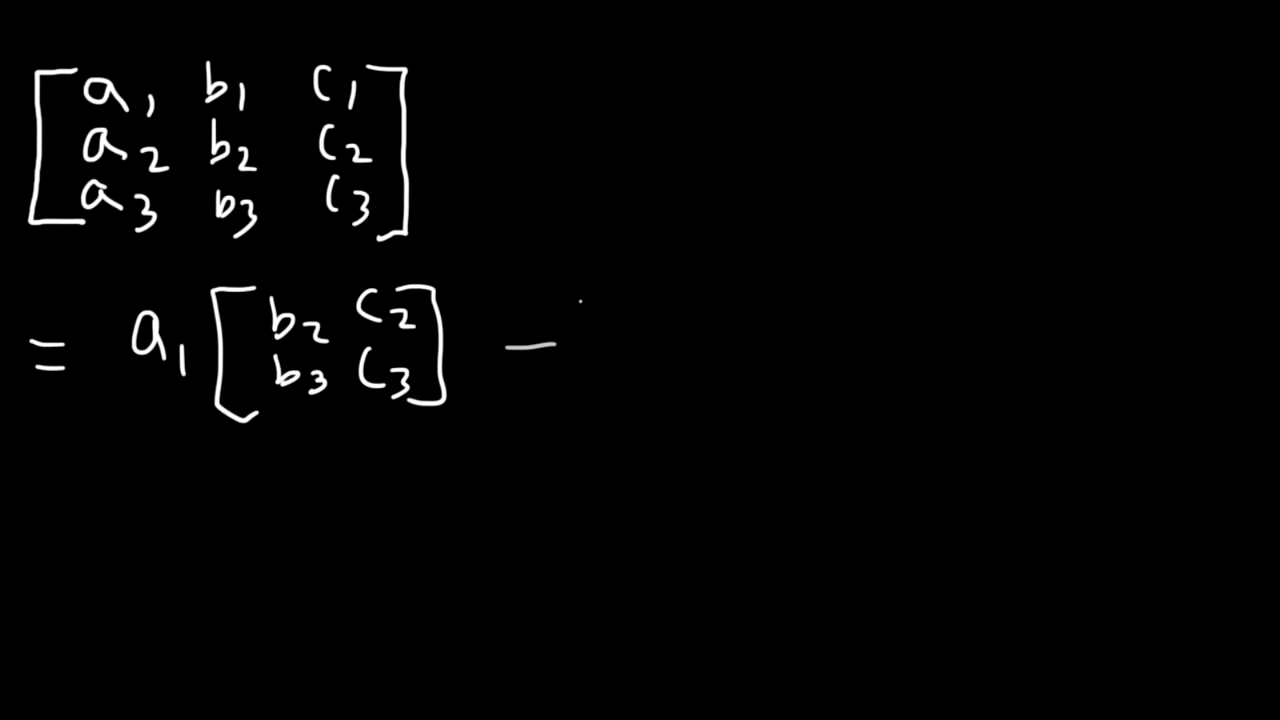 [a1 b1 c1
a2 b2 c2
a3 b3 c3]
= a1 [b2 c2
b3 c3] −